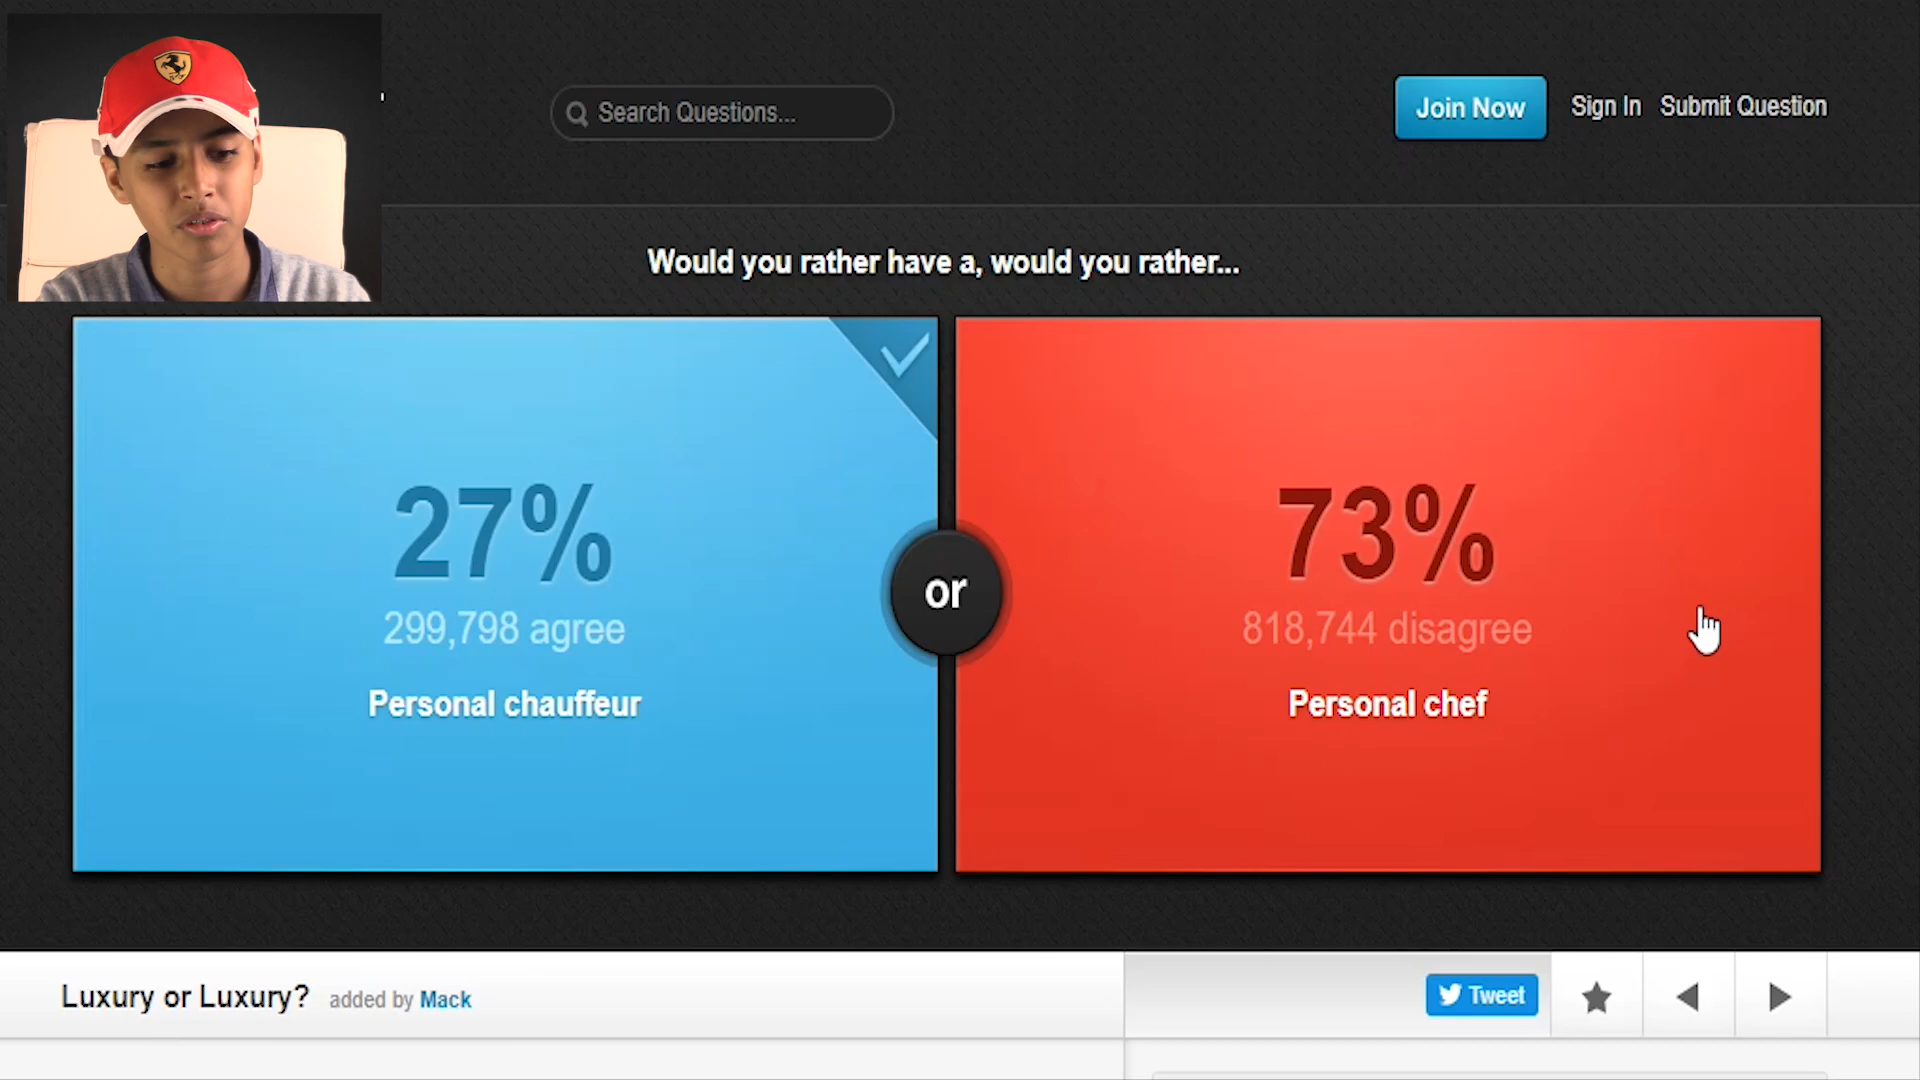 Search Questions...
Join Now
Sign In
Submit Question
Would you rather have a, would you rather...
27%
299,798 agree
Personal chauffeur
or
73%
818,744 disagree
Personal chef
Luxury or Luxury? added by Mack
Tweet